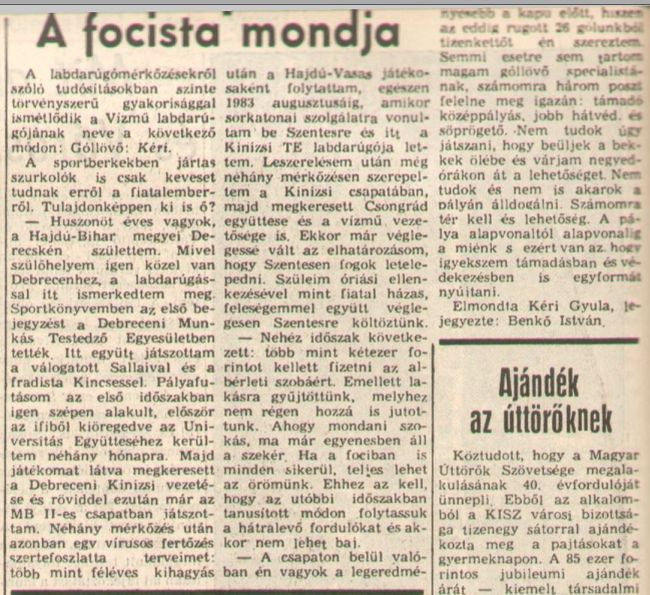 A focista mondja
A labdarúgómérkőzésekről
szóló tudósításokban szinte
törvényszerű gyakorisággal
ismétlődik a Vízmű labdarú-
gójának neve a következő
módon: Góllövő: Kéri.
A sportberkekben jártas
szurkolók is csak keveset
tudnak erről a fiatalember-
ről. Tulajdonképpen ki is ő?
— Huszonöt éves vagyok,
a Hajdú-Bihar megyei De-
recskén születtem. Mivel
szülőhelyem igen közel van
Debrecenhez, a labdarúgás-
sal itt ismerkedtem meg.
Sportkönyvemben az első be-
jegyzést a Debreceni Mun-
kás Testedző Egyesületben
tették. Itt együtt játszottam
a válogatott Sallaival és a
fradista Kincsessel. Pályafu-
tásom az első időszakban
igen szépen alakult, először
az ifiből kiöregedve az Uni-
versitás Együtteséhez kerül-
tem néhány hónapra. Majd
játékomat látva megkeresett
a Debreceni Kinizsi vezeté-
se és röviddel ezután már az
MB II-es csapatban játszot-
tam. Néhány mérkőzés után
azonban egy vírusos fertőzés
szertefoszlatta terveimet:
több mint féléves kihagyás
után a Hajdú-Vasas játéko-
saként folytattam, egészen
1983 augusztusáig, amikor
sorkatonai szolgálatra vonul-
tam be Szentesre és itt a
Kinizsi TE labdarúgója let-
tem. Leszerelésem után még
néhány mérkőzésen szerepel-
tem a Kinizsi csapatában,
majd megkeresett Csongrád
együttese és a vízmű veze-
tősége is. Ekkor már végle-
gessé vált az elhatározásom,
hogy Szentesen fogok letele-
pedni. Szüleim óriási ellen-
kezésével mint fiatal házas,
feleségemmel együtt végle-
gesen Szentesre költöztünk.
— Nehéz időszak követke-
zett: több mint kétezer fo-
rintot kellett fizetni az al-
bérleti szobáért. Emellett la-
kásra gyűjtöttünk, melyhez
nem régen hozzá is jutot-
tunk. Ahogy mondani szo-
kás, ma már egyenesben áll
a szekér. Ha a fociban is
minden sikerül, teljes lehet
az örömünk. Ehhez az kell,
hogy az utóbbi időszakban
tanusított módon folytassuk
a hátralevő fordulókat és ak-
kor nem lehet baj.
— A csapaton belül való-
ban én vagyok a legeredmé-
nyesebb a kapu előtt, hiszen
az eddig rugott 26 gólunkból
tizenkettőt én szereztem.
Semmi esetre sem tartom
magam góllövő specialistá-
nak, számomra három poszt
felelne meg igazán: támadó
középpályás, jobb hátvéd. és
söprögető. Nem tudok úgy
játszani, hogy beüljek a bek-
kek ölébe és várjam negyed-
órákon át a lehetőséget. Nem
tudok és nem is akarok a
pályán álldogálni. Számomra
tér kell és lehetőség. A pá-
lya alapvonaltól alapvonalig
a miénk s ezért van az, hogy
igyekszem támadásban és vé-
dekezésben is egyformát
nyújtani.
Elmondta Kéri Gyula, le-
jegyezte: Benkő István.
Ajándék
az úttörőknek
Köztudott, hogy a Magyar
Úttörők Szövetsége megala-
kulásának 40. évfordulóját
ünnepli. Ebből az alkalom-
ból a KISZ városi bizottsá-
ga tizenegy sátorral ajándé-
kozta meg a pajtásokat a
gyermeknapon. A 85 ezer fo-
rintos jubileumi ajándék
árát — kiemelt társadalmi